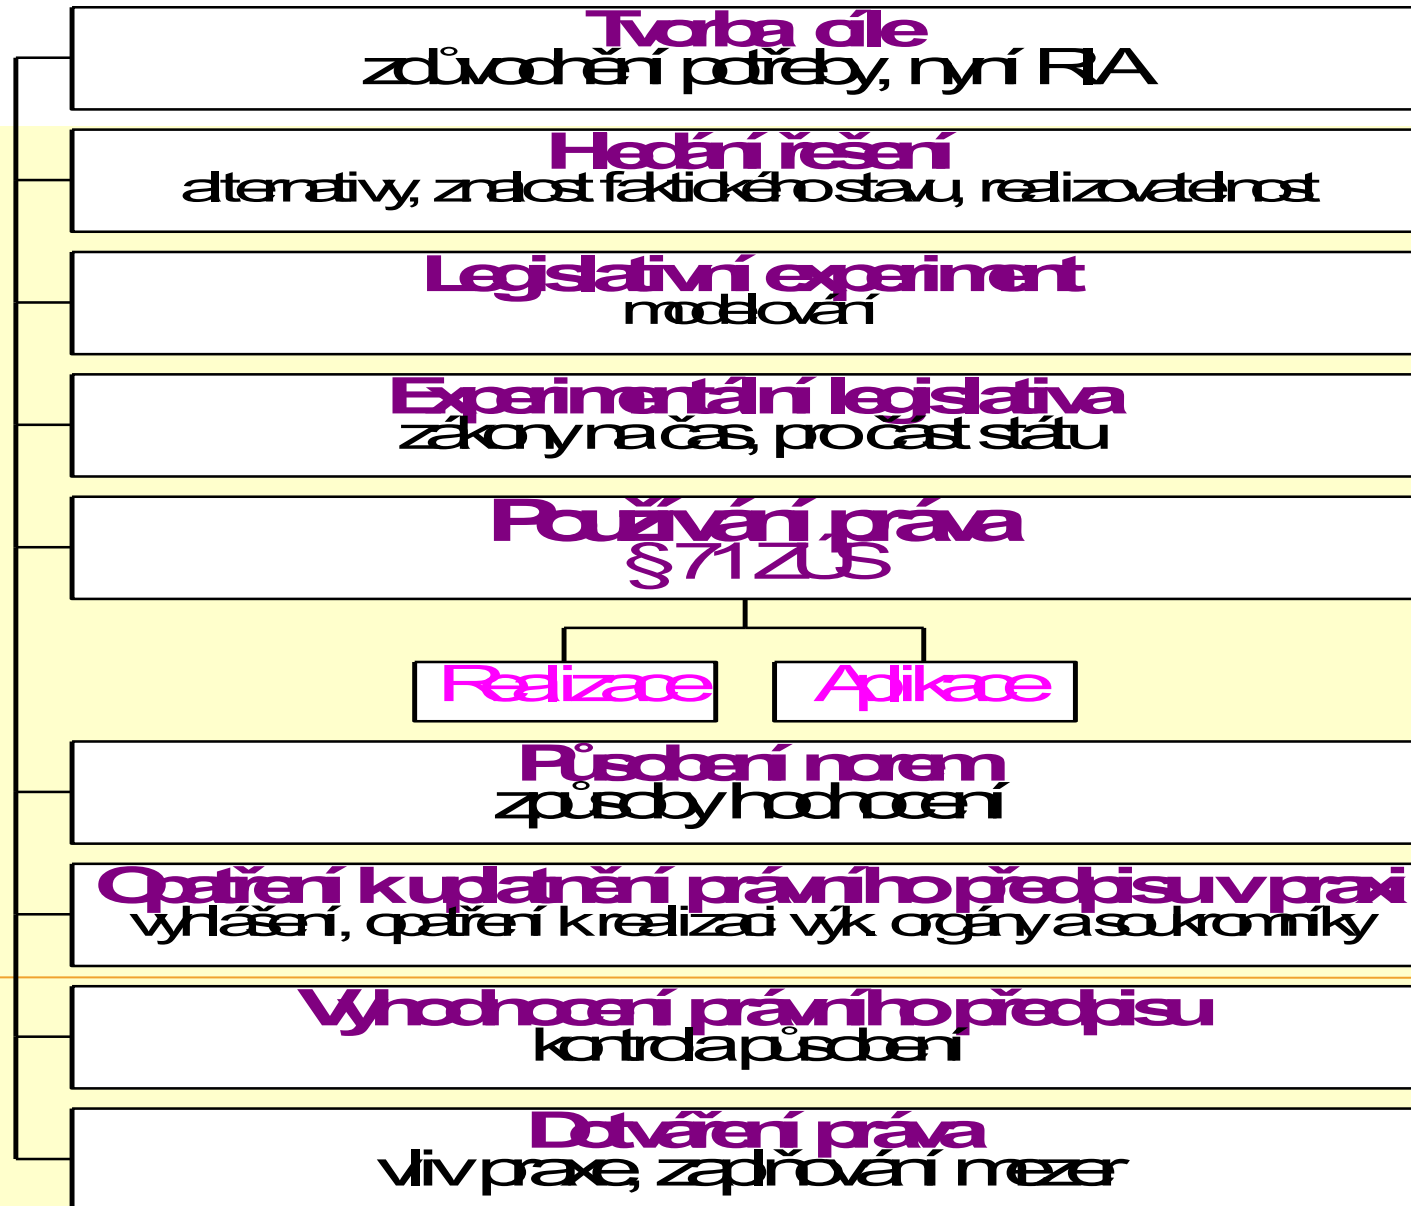 Tvorba cíle
zdůvodnění potřeby, nyní RIA
Hledání řešení
alternativy, znalost faktického stavu, realizovatelnost
Legislativní experiment
modelování
Experimentální legislativa
zákony na čas, pro část státu
Používání práva
§ 71 ZÚS
Realizace
Aplikace
Působení norem
způsoby hodnocení
Opatření k uplatnění právního předpisu v praxi
vyhlášení, opatření k realizaci výk. orgány a soukromníky
Vyhodnocení právního předpisu
kontrola působení
Dotváření práva
vliv praxe, zaplňování mezer